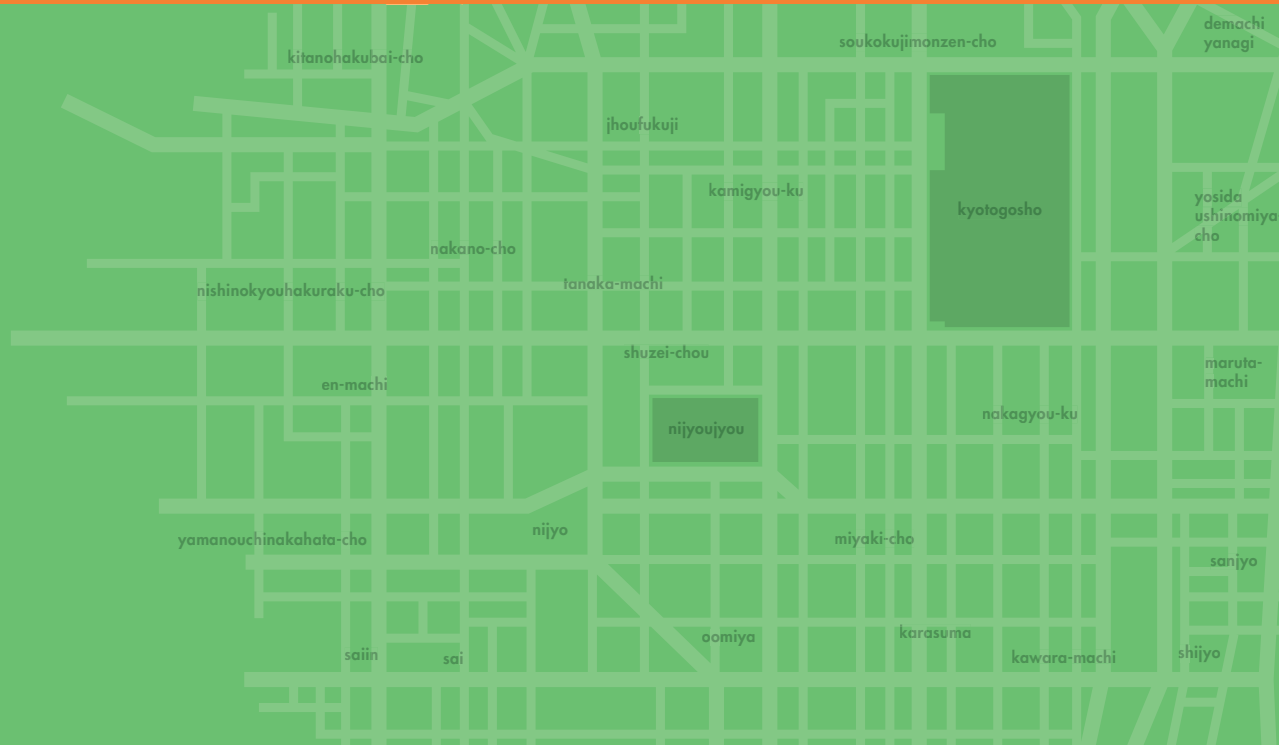 demachi
yanagi
soukokujimonzen-cho
kitanohakubai-cho
jhoufukuji
kamigyou-ku
kyotogosho
yosida
ushinomiya
cho
nakano-cho
tanaka-machi
nishinokyouhakuraku-cho
shuzei-chou
maruta-
machi
en-machi
nakagyou-ku
nijyoujyou
nijyo
miyaki-cho
yamanouchinakahata-cho
sanjyo
karasuma
oomiya
shijyo
saiin
sai
kawara-machi